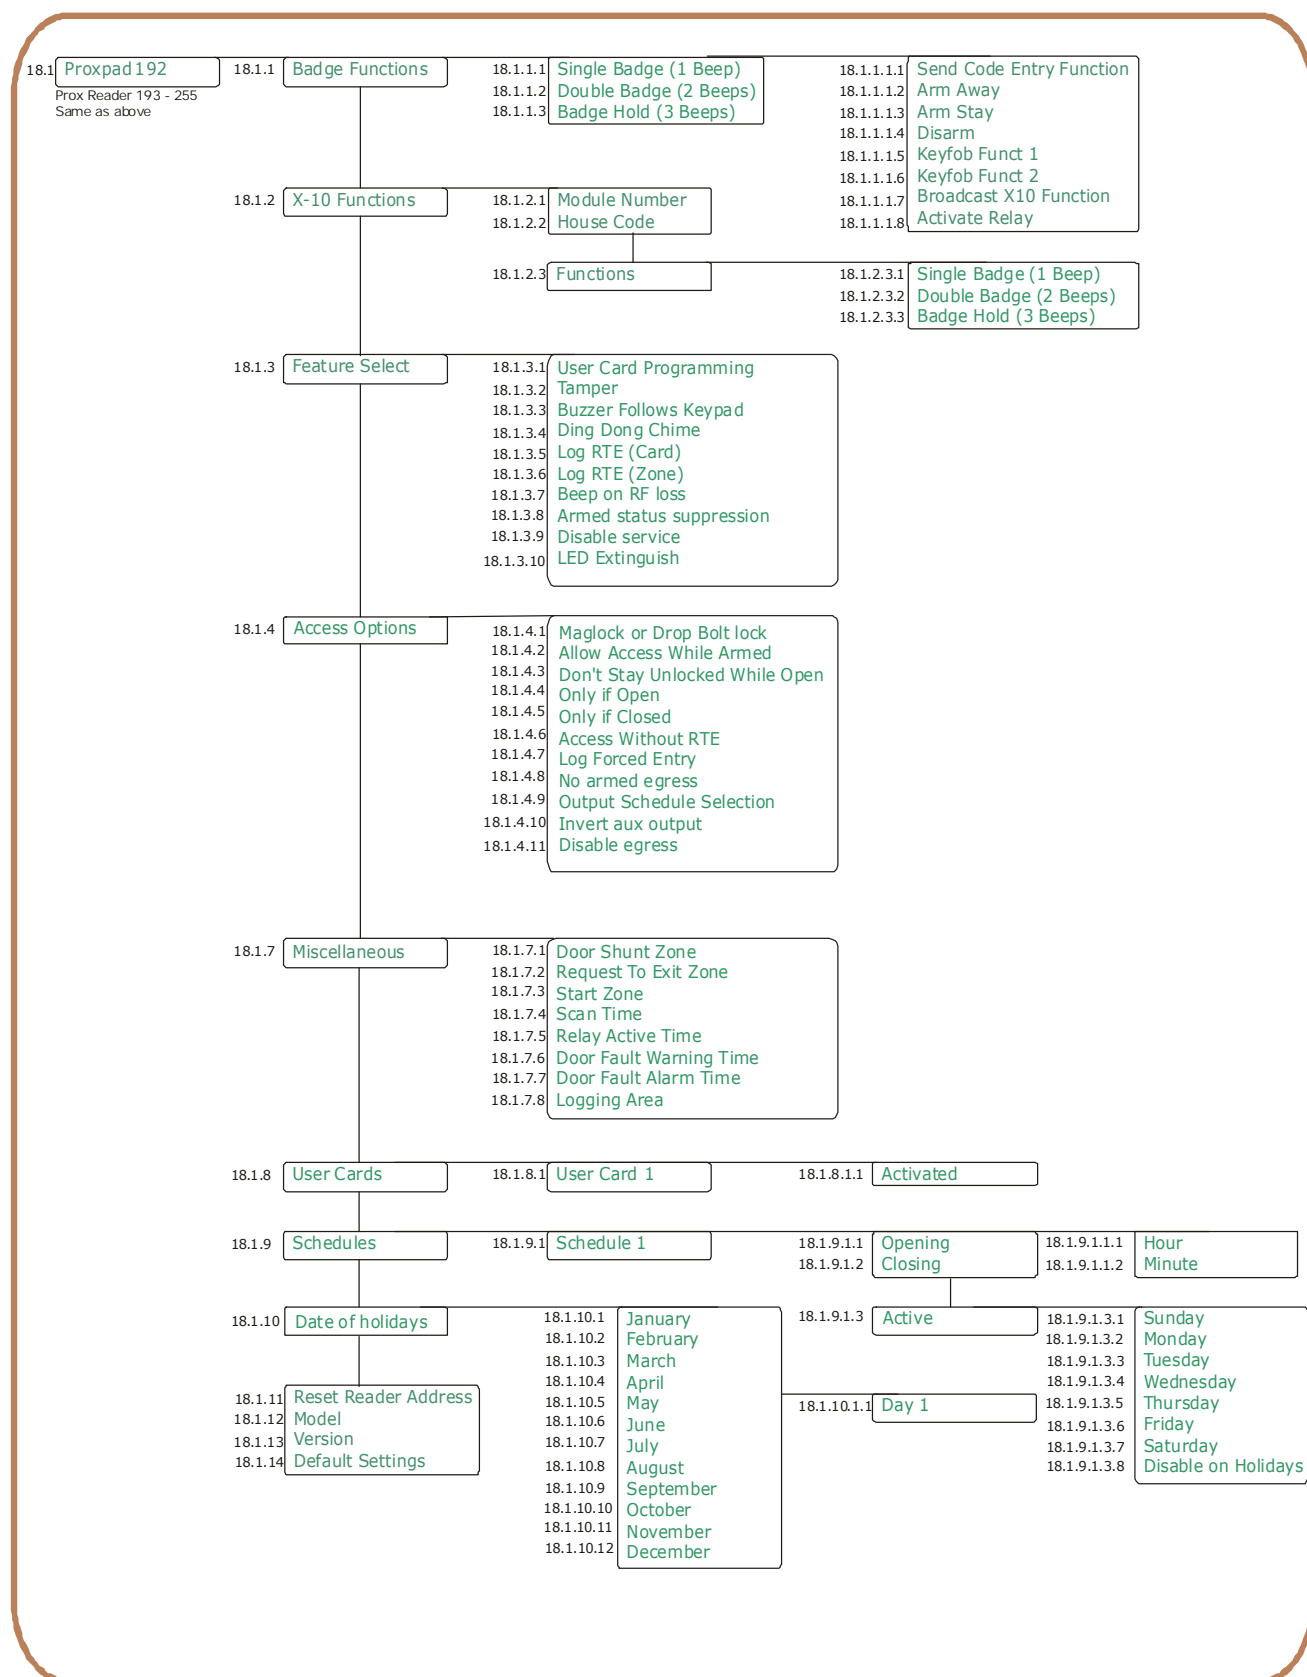 18.1 Proxpad 192
Prox Reader 193 - 255
Same as above
18.1.1 Badge Functions
18.1.1.1 Single Badge (1 Beep)
18.1.1.2 Double Badge (2 Beeps)
18.1.1.3 Badge Hold (3 Beeps)
18.1.1.1.1 Send Code Entry Function
18.1.1.1.2 Arm Away
18.1.1.1.3 Arm Stay
18.1.1.1.4 Disarm
18.1.1.1.5 Keyfob Funct 1
18.1.1.1.6 Keyfob Funct 2
18.1.1.1.7 Broadcast X10 Function
18.1.1.1.8 Activate Relay
18.1.2 X-10 Functions
18.1.2.1 Module Number
18.1.2.2 House Code
18.1.2.3 Functions
18.1.2.3.1 Single Badge (1 Beep)
18.1.2.3.2 Double Badge (2 Beeps)
18.1.2.3.3 Badge Hold (3 Beeps)
18.1.3 Feature Select
18.1.3.1 User Card Programming
18.1.3.2 Tamper
18.1.3.3 Buzzer Follows Keypad
18.1.3.4 Ding Dong Chime
18.1.3.5 Log RTE (Card)
18.1.3.6 Log RTE (Zone)
18.1.3.7 Beep on RF loss
18.1.3.8 Armed status suppression
18.1.3.9 Disable service
18.1.3.10 LED Extinguish
18.1.4 Access Options
18.1.4.1 Maglock or Drop Bolt lock
18.1.4.2 Allow Access While Armed
18.1.4.3 Don't Stay Unlocked While Open
18.1.4.4 Only if Open
18.1.4.5 Only if Closed
18.1.4.6 Access Without RTE
18.1.4.7 Log Forced Entry
18.1.4.8 No armed egress
18.1.4.9 Output Schedule Selection
18.1.4.10 Invert aux output
18.1.4.11 Disable egress
18.1.7 Miscellaneous
18.1.7.1 Door Shunt Zone
18.1.7.2 Request To Exit Zone
18.1.7.3 Start Zone
18.1.7.4 Scan Time
18.1.7.5 Relay Active Time
18.1.7.6 Door Fault Warning Time
18.1.7.7 Door Fault Alarm Time
18.1.7.8 Logging Area
18.1.8 User Cards
18.1.8.1 User Card 1
18.1.8.1.1 Activated
18.1.9 Schedules
18.1.9.1 Schedule 1
18.1.9.1.1 Opening
18.1.9.1.2 Closing
18.1.9.1.1.1 Hour
18.1.9.1.1.2 Minute
18.1.9.1.3 Active
18.1.9.1.3.1 Sunday
18.1.9.1.3.2 Monday
18.1.9.1.3.3 Tuesday
18.1.9.1.3.4 Wednesday
18.1.9.1.3.5 Thursday
18.1.9.1.3.6 Friday
18.1.9.1.3.7 Saturday
18.1.9.1.3.8 Disable on Holidays
18.1.10 Date of holidays
18.1.10.1 January
18.1.10.2 February
18.1.10.3 March
18.1.10.4 April
18.1.10.5 May
18.1.10.6 June
18.1.10.7 July
18.1.10.8 August
18.1.10.9 September
18.1.10.10 October
18.1.10.11 November
18.1.10.12 December
18.1.10.1.1 Day 1
18.1.11 Reset Reader Address
18.1.12 Model
18.1.13 Version
18.1.14 Default Settings